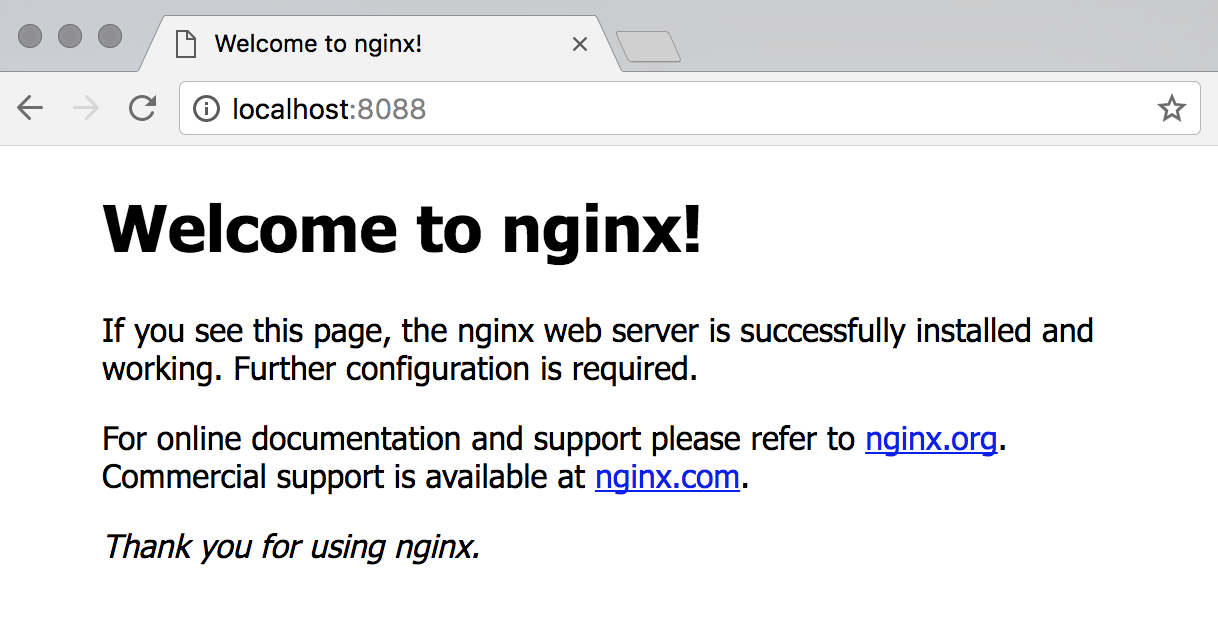 Welcome to nginx!
localhost:8088
Welcome to nginx!
If you see this page, the nginx web server is successfully installed and
working. Further configuration is required.
For online documentation and support please refer to nginx.org.
Commercial support is available at nginx.com.
Thank you for using nginx.